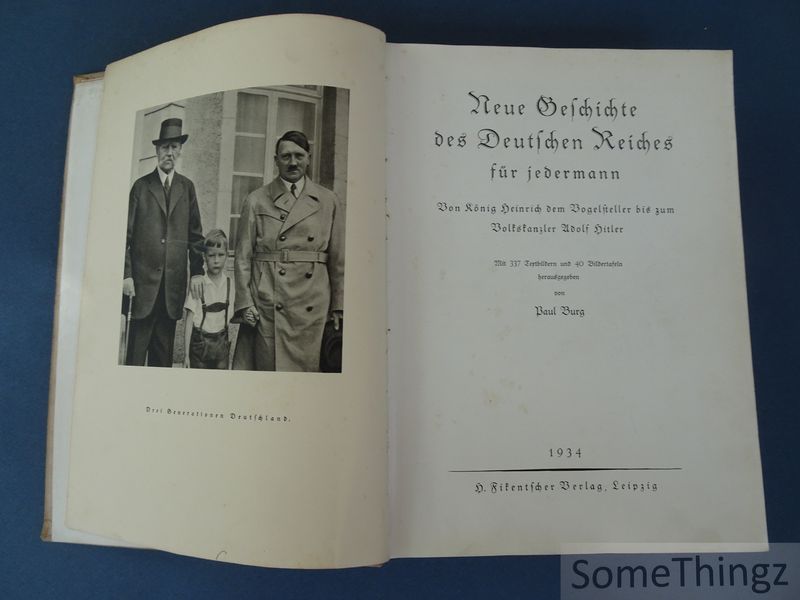 Drei Generationen Deutschland.
Neue Geschichte
des Deutschen Reiches
für jedermann
Von König Heinrich dem Vogelsteller bis zum
Volkskanzler Adolf Hitler
Mit 337 Textbildern und 40 Bildertafeln
herausgegeben
von
Paul Burg
1934
H. Fikentscher Verlag, Leipzig
SomeThingz